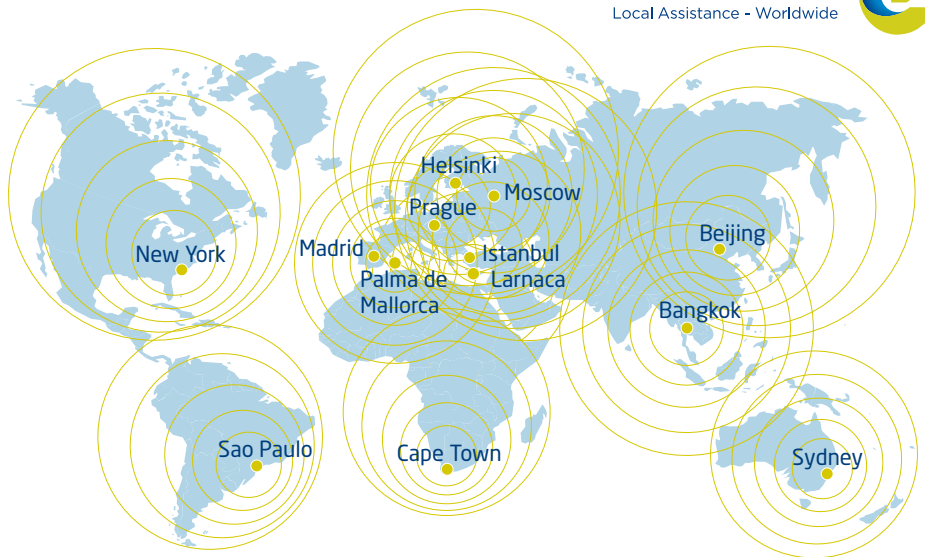 Local Assistance - Worldwide
Helsinki
Moscow
Prague
New York
Madrid
Istanbul
Beijing
Palma de
Mallorca
Larnaca
Bangkok
Sao Paulo
Cape Town
Sydney